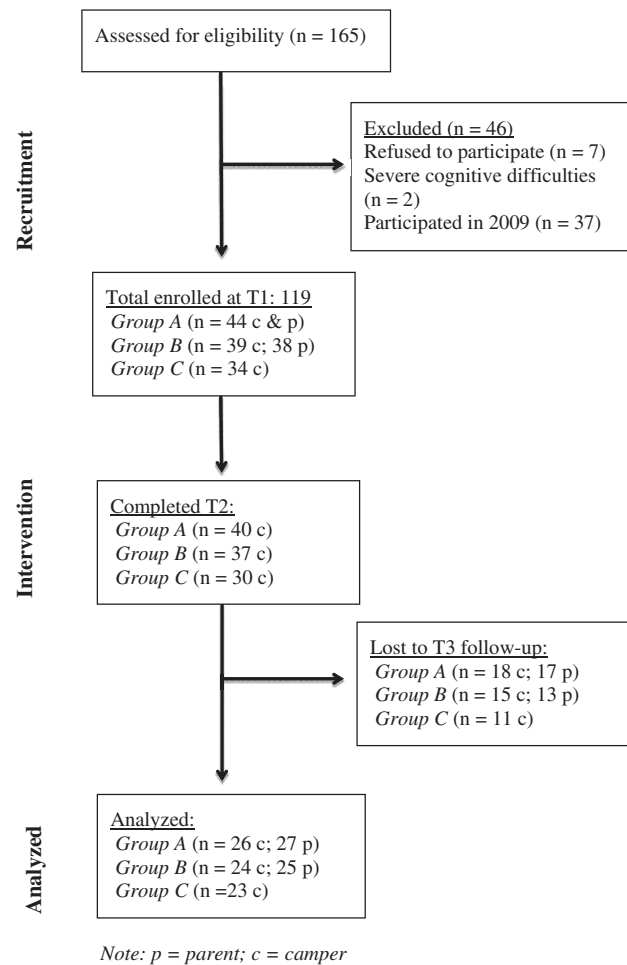 Assessed for eligibility (n = 165)
Recruitment
Excluded (n = 46)
Refused to participate (n = 7)
Severe cognitive difficulties
(n = 2)
Participated in 2009 (n = 37)
Total enrolled at T1: 119
Group A (n = 44 c & p)
Group B (n = 39 c; 38 p)
Group C (n = 34 c)
Intervention
Completed T2:
Group A (n = 40 c)
Group B (n = 37 c)
Group C (n = 30 c)
Lost to T3 follow-up:
Group A (n = 18 c; 17 p)
Group B (n = 15 c; 13 p)
Group C (n = 11 c)
Analyzed
Analyzed:
Group A (n = 26 c; 27 p)
Group B (n = 24 c; 25 p)
Group C (n =23 c)
Note: p = parent; c = camper